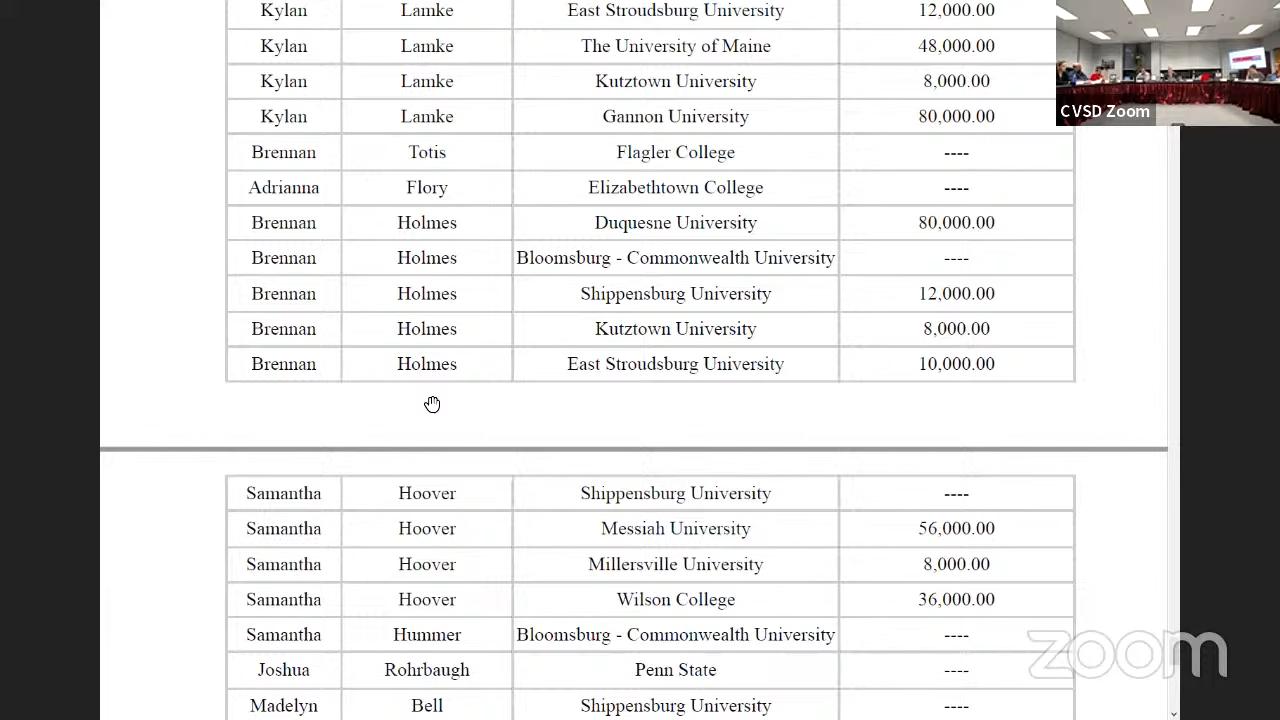 Kylan Lamke East Stroudsburg University 12,000.00
Kylan Lamke The University of Maine 48,000.00
Kylan Lamke Kutztown University 8,000.00
Kylan Lamke Gannon University 80,000.00
CVSD Zoom
Brennan Totis Flagler College ----
Adrianna Flory Elizabethtown College ----
Brennan Holmes Duquesne University 80,000.00
Brennan Holmes Bloomsburg - Commonwealth University ----
Brennan Holmes Shippensburg University 12,000.00
Brennan Holmes Kutztown University 8,000.00
Brennan Holmes East Stroudsburg University 10,000.00
Samantha Hoover Shippensburg University ----
Samantha Hoover Messiah University 56,000.00
Samantha Hoover Millersville University 8,000.00
Samantha Hoover Wilson College 36,000.00
Samantha Hummer Bloomsburg - Commonwealth University ----
Joshua Rohrbaugh Penn State ----
Madelyn Bell Shippensburg University ----
zoom